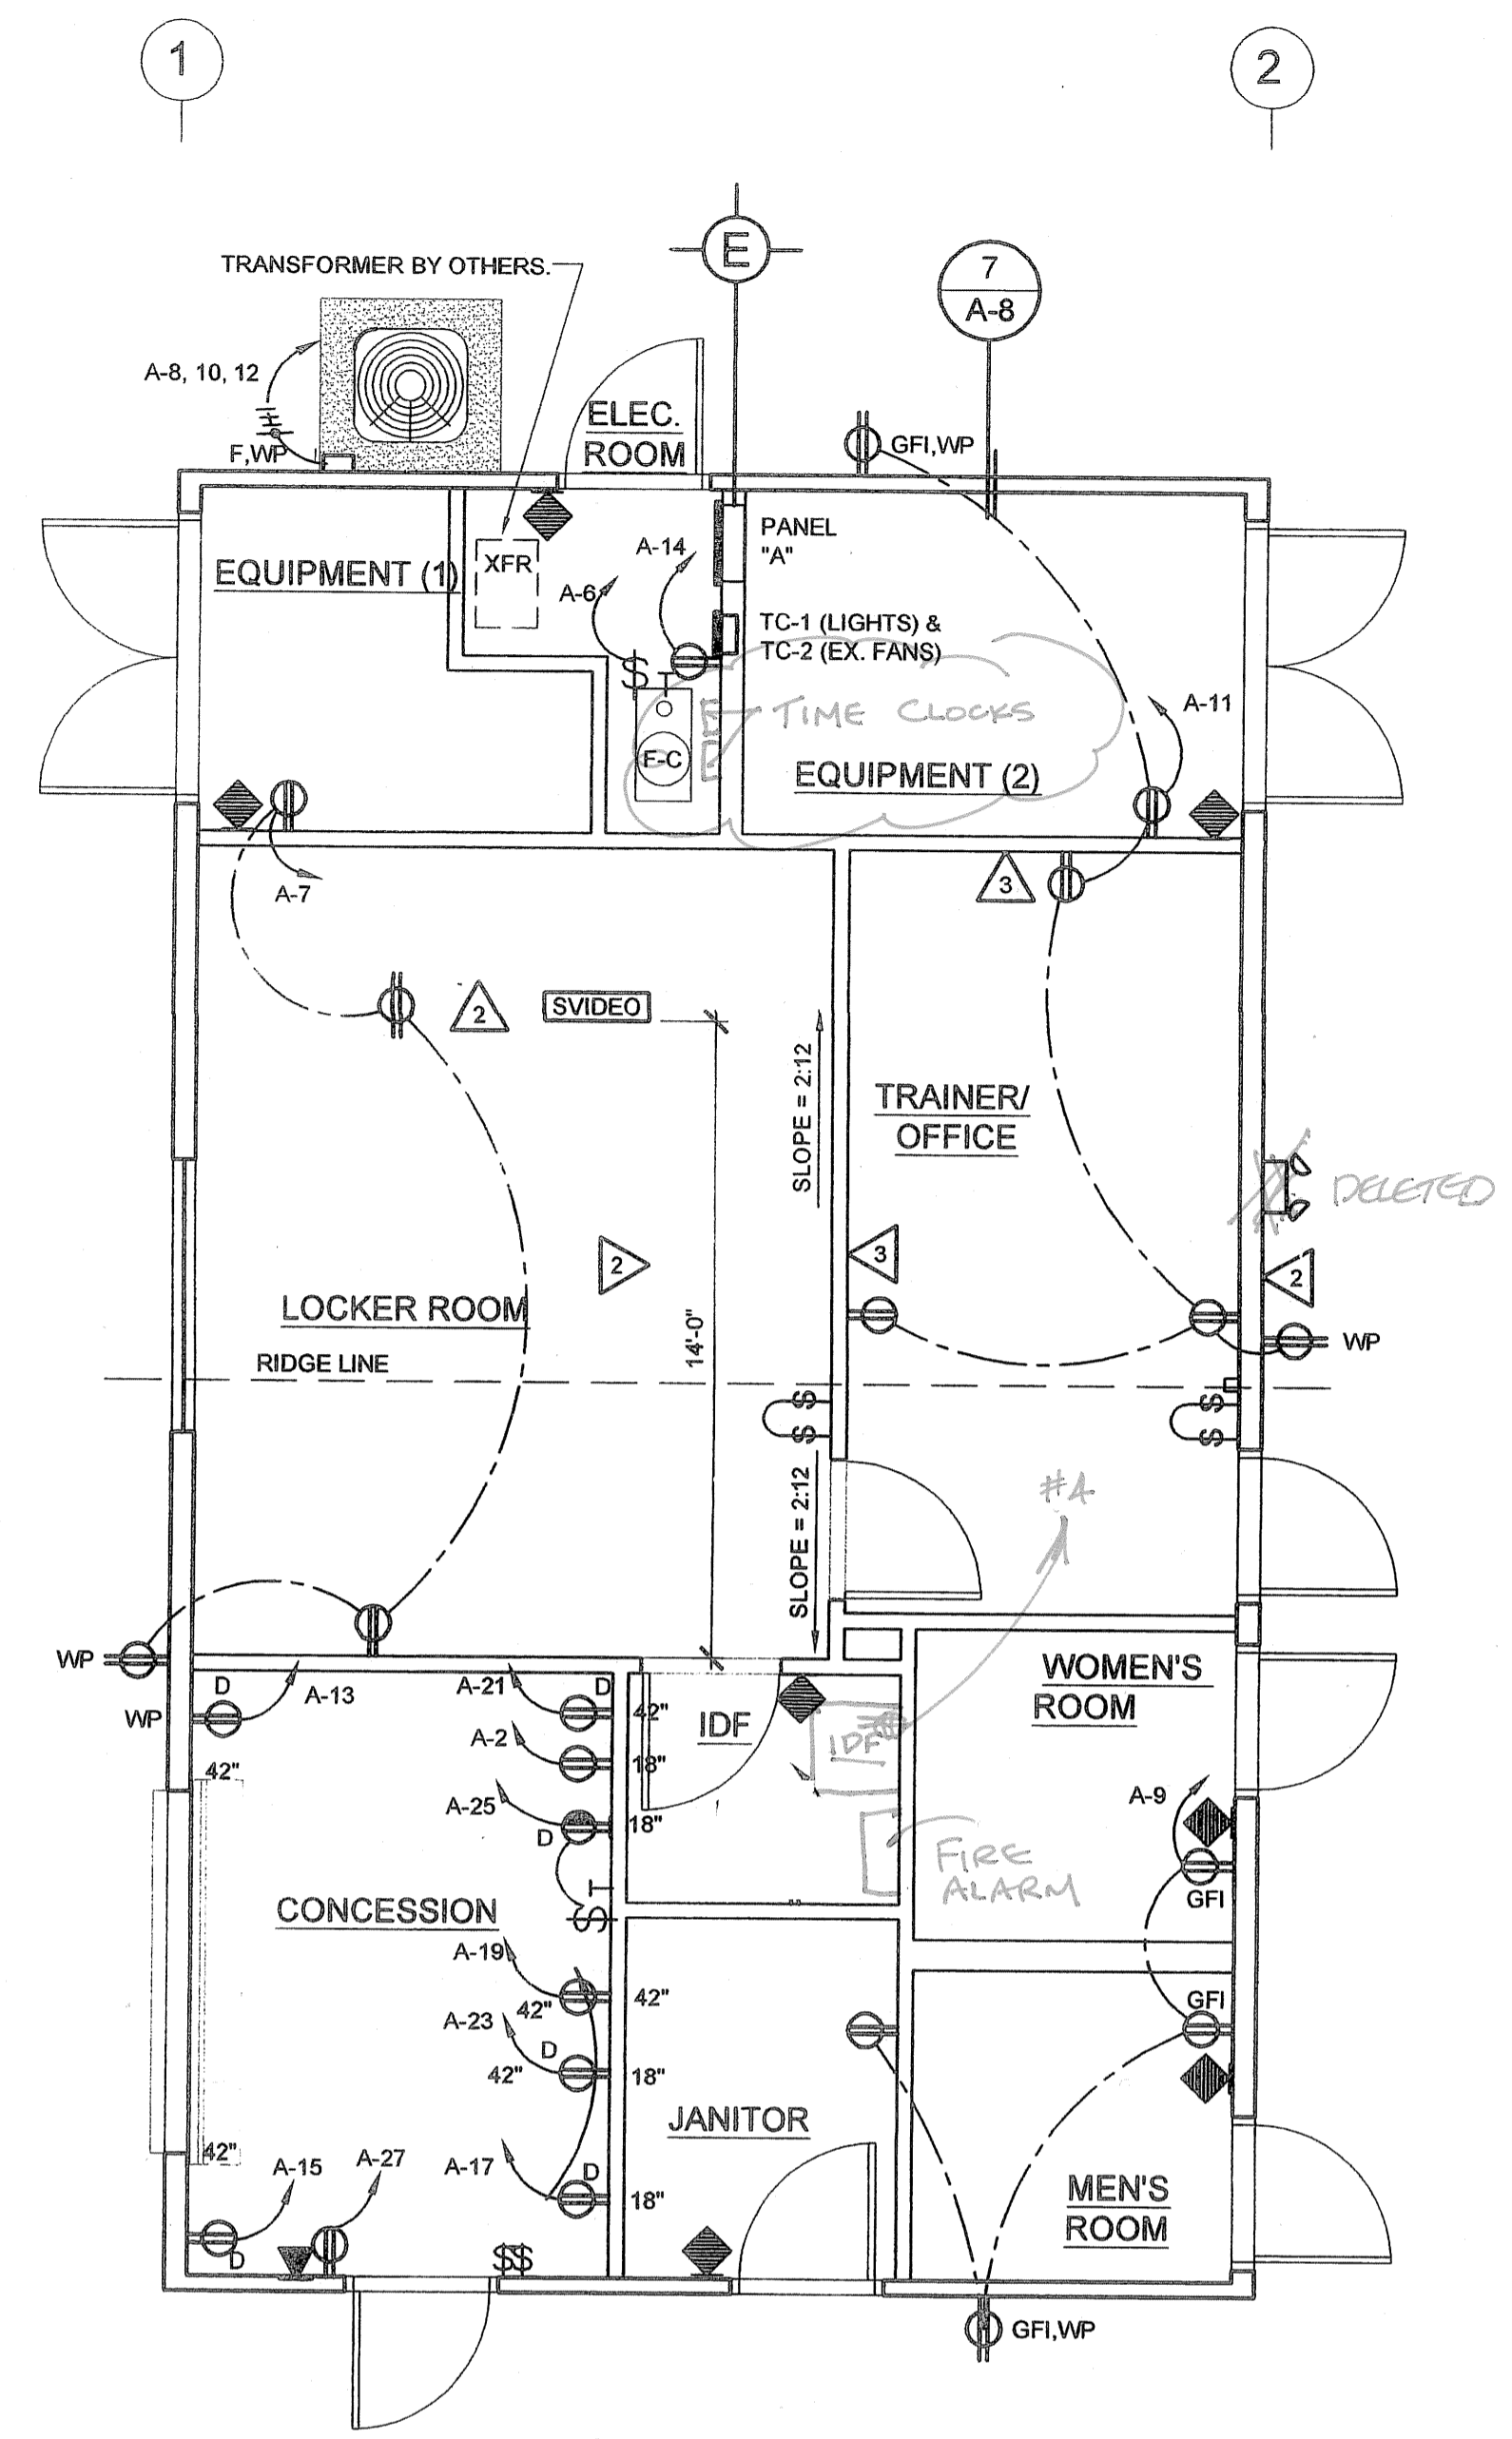 1
2
E
7
A-8
TRANSFORMER BY OTHERS.
A-8, 10, 12
F,WP
ELEC.
ROOM
GFI,WP
EQUIPMENT (1)
XFR
A-14
A-6
PANEL
"A"
TC-1 (LIGHTS) &
TC-2 (EX. FANS)
$
T
TIME CLOCKS
F-C
A-11
EQUIPMENT (2)
A-7
3
2
SVIDEO
SLOPE = 2:12
TRAINER/
OFFICE
DELETED
2
3
2
14'-0"
LOCKER ROOM
RIDGE LINE
WP
$
$
$
$
SLOPE = 2:12
#4
WP
D
WP
A-13
A-21
D
42"
A-2
18"
A-25
D
18"
IDF
IDF
WOMEN'S
ROOM
42"
A-9
GFI
FIRE
ALARM
CONCESSION
$
T
A-19
42"
42"
A-23
D
42"
18"
GFI
JANITOR
42"
A-15
A-27
A-17
D
18"
D
$$
MEN'S
ROOM
GFI,WP